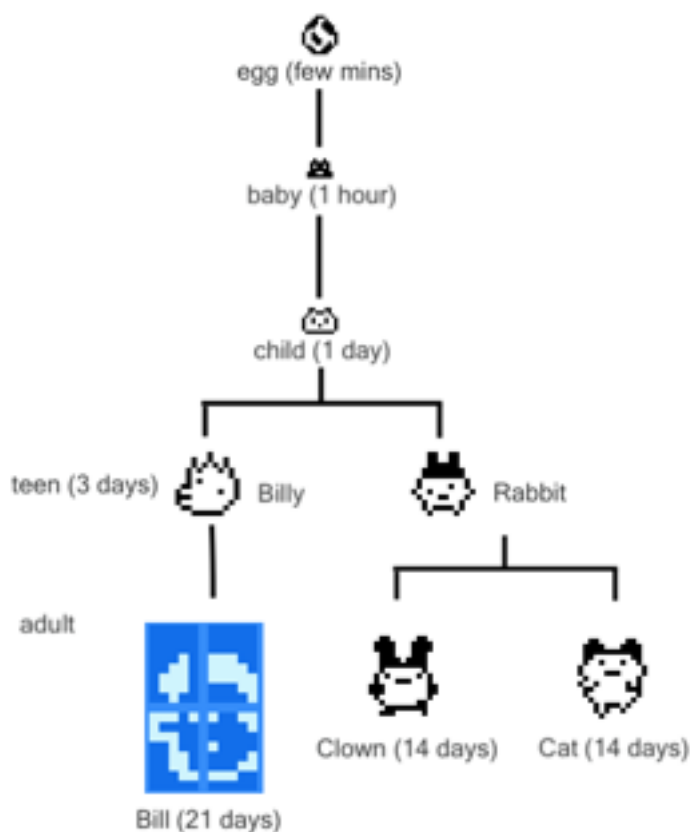 egg (few mins)
baby (1 hour)
child (1 day)
teen (3 days)
Billy
Rabbit
adult
Clown (14 days)
Cat (14 days)
Bill (21 days)